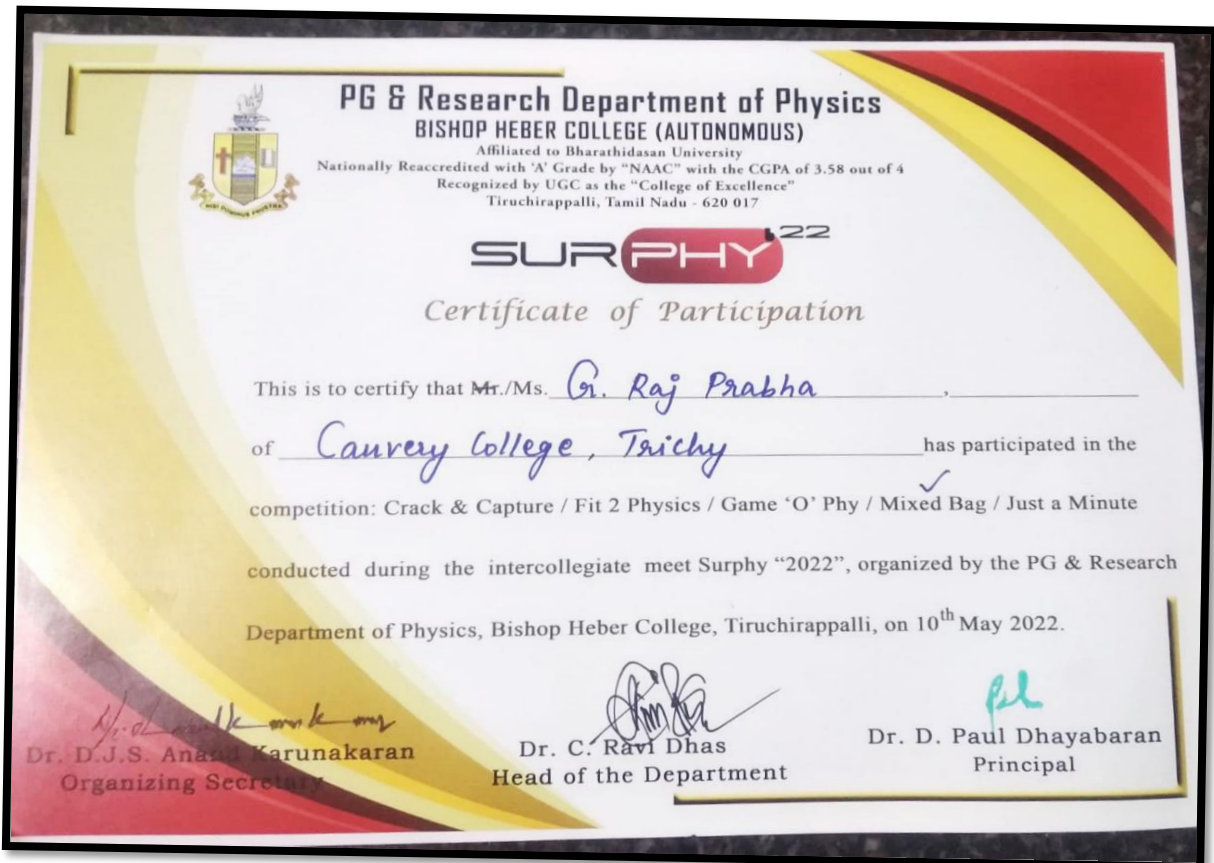 PG & Research Department of Physics
BISHOP HEBER COLLEGE (AUTONOMOUS)
Affiliated to Bharathidasan University
Nationally Reaccredited with 'A' Grade by "NAAC" with the CGPA of 3.58 out of 4
Recognized by UGC as the "College of Excellence"
Tiruchirappalli, Tamil Nadu - 620 017
NISI DOMINUS FRUSTRA
SURPHY '22
Certificate of Participation
This is to certify that Mr./Ms. G. Raj Prabha,
of Cauvery College, Trichy has participated in the
competition: Crack & Capture / Fit 2 Physics / Game 'O' Phy / Mixed Bag / Just a Minute
conducted during the intercollegiate meet Surphy "2022", organized by the PG & Research
Department of Physics, Bishop Heber College, Tiruchirappalli, on 10th May 2022.
Dr. D.J.S. Anand Karunakaran
Organizing Secretary
Dr. C. Ravi Dhas
Head of the Department
Dr. D. Paul Dhayabaran
Principal